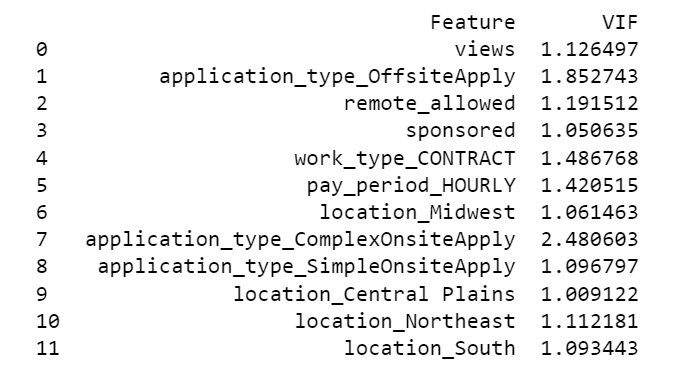 Feature VIF
0 views 1.126497
1 application_type_OffsiteApply 1.852743
2 remote_allowed 1.191512
3 sponsored 1.050635
4 work_type_CONTRACT 1.486768
5 pay_period_HOURLY 1.420515
6 location_Midwest 1.061463
7 application_type_ComplexOnsiteApply 2.480603
8 application_type_SimpleOnsiteApply 1.096797
9 location_Central Plains 1.009122
10 location_Northeast 1.112181
11 location_South 1.093443